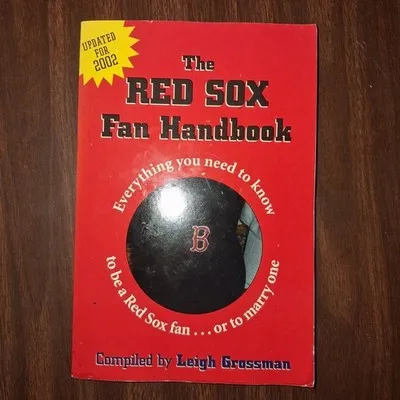 UPDATED
FOR
2002
The
RED SOX
Fan Handbook
Everything you need to know
B
to be a Red Sox fan . . . or to marry one
Compiled by Leigh Grossman